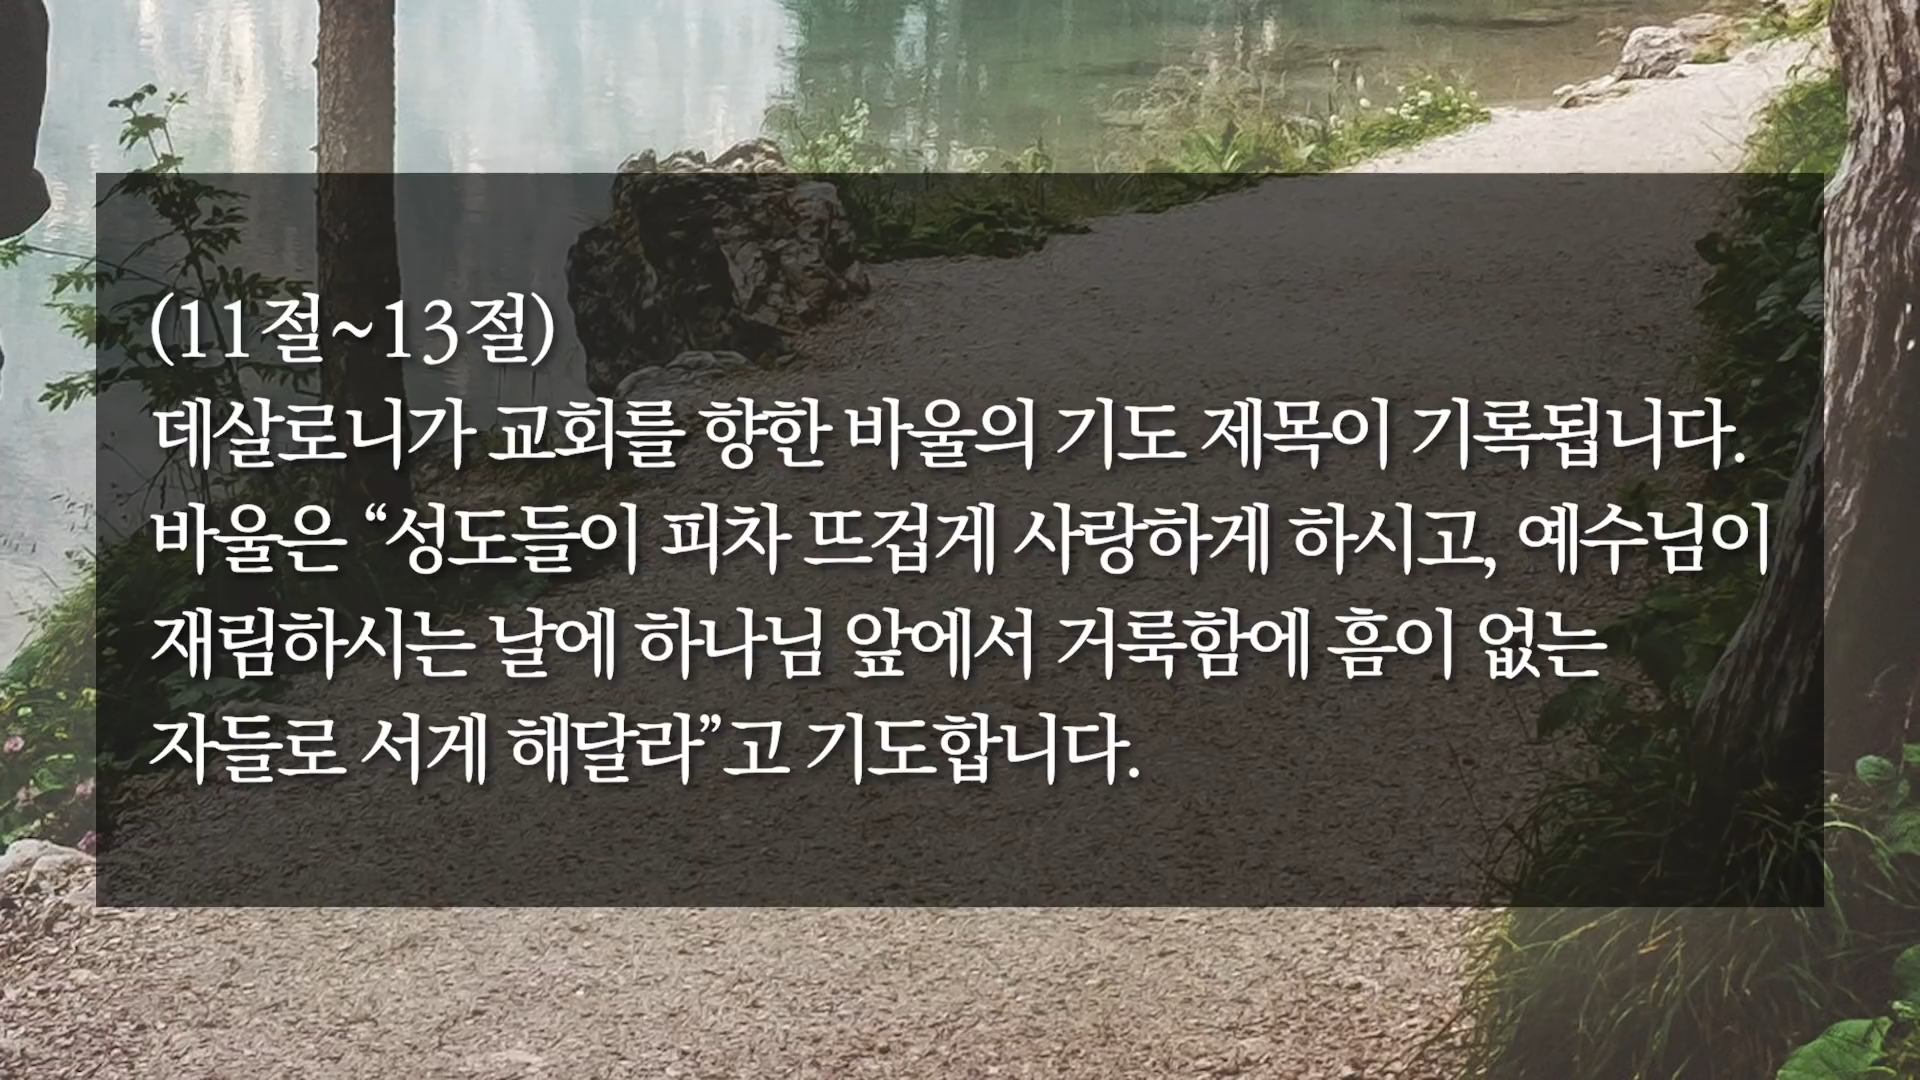 (11절~13절)
데살로니가 교회를 향한 바울의 기도 제목이 기록됩니다.
바울은 “성도들이 피차 뜨겁게 사랑하게 하시고, 예수님이
재림하시는 날에 하나님 앞에서 거룩함에 흠이 없는
자들로 서게 해달라”고 기도합니다.